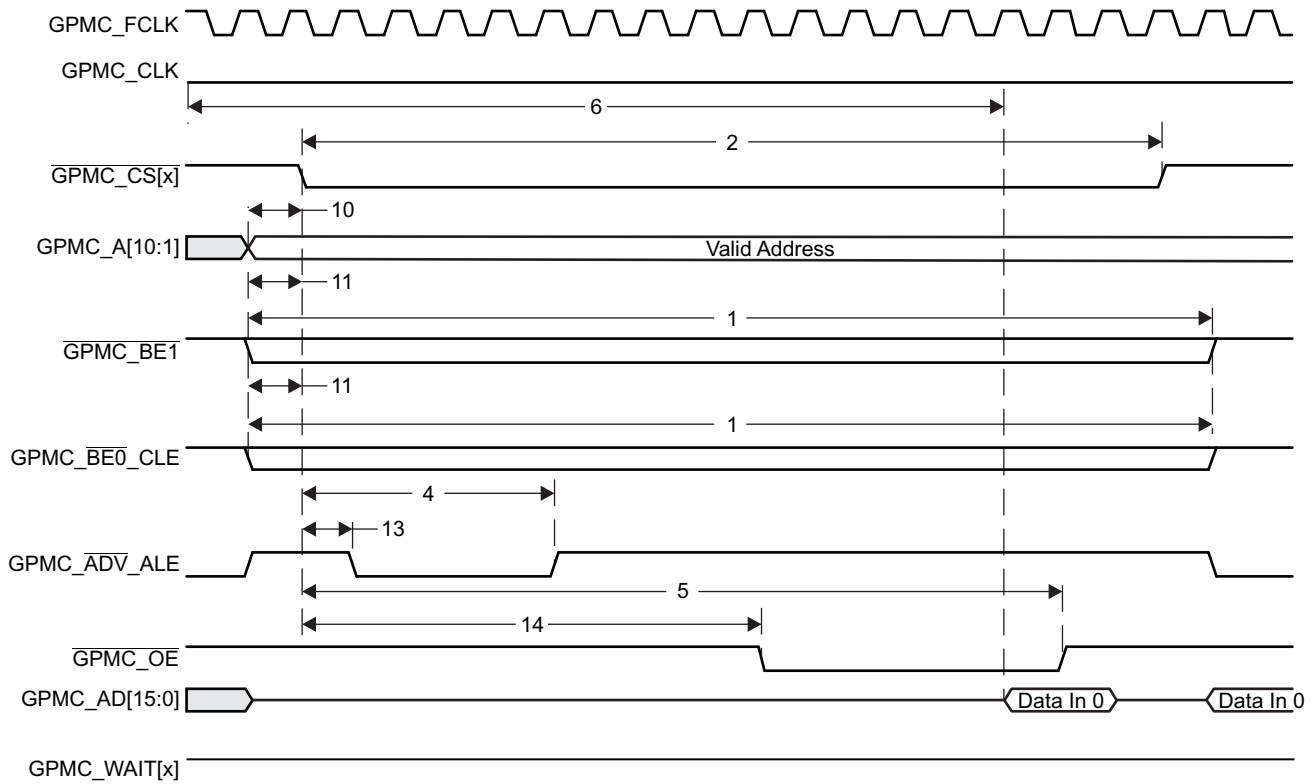 GPMC_FCLK
GPMC_CLK
6
2
GPMC_CS[x]
10
GPMC_A[10:1] Valid Address
11
1
GPMC_BE1
11
1
GPMC_BE0_CLE
4
13
GPMC_ADV_ALE
5
14
GPMC_OE
GPMC_AD[15:0] Data In 0 Data In 0
GPMC_WAIT[x]